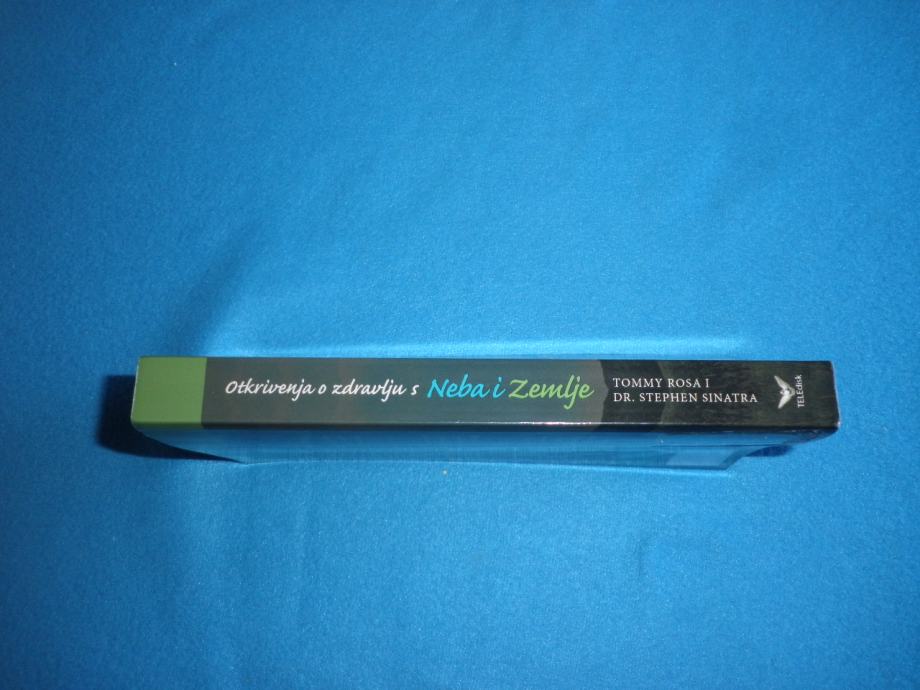 Otkrivenja o zdravlju s Neba i Zemlje
TOMMY ROSA I
DR. STEPHEN SINATRA
TELEdisk